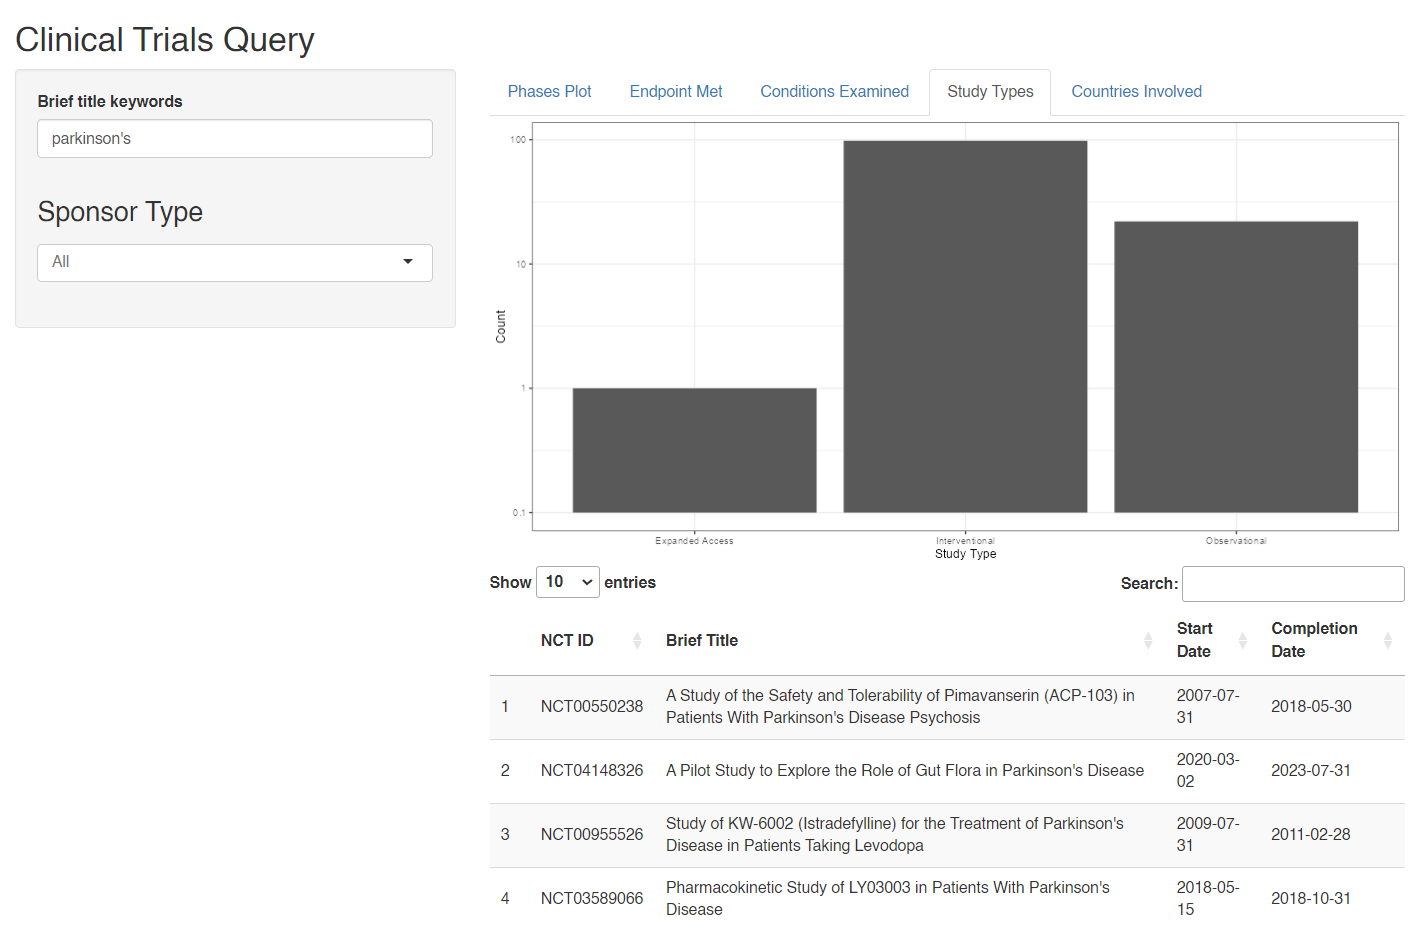 Clinical Trials Query
Brief title keywords
parkinson's
Sponsor Type
All
Phases Plot
Endpoint Met
Conditions Examined
Study Types
Countries Involved
100
10
1
0.1
Count
Expanded Access
Interventional
Observational
Study Type
Show 10 entries
Search:
NCT ID
Brief Title
Start
Date
Completion
Date
1
NCT00550238
A Study of the Safety and Tolerability of Pimavanserin (ACP-103) in
Patients With Parkinson's Disease Psychosis
2007-07-
31
2018-05-30
2
NCT04148326
A Pilot Study to Explore the Role of Gut Flora in Parkinson's Disease
2020-03-
02
2023-07-31
3
NCT00955526
Study of KW-6002 (Istradefylline) for the Treatment of Parkinson's
Disease in Patients Taking Levodopa
2009-07-
31
2011-02-28
4
NCT03589066
Pharmacokinetic Study of LY03003 in Patients With Parkinson's
Disease
2018-05-
15
2018-10-31